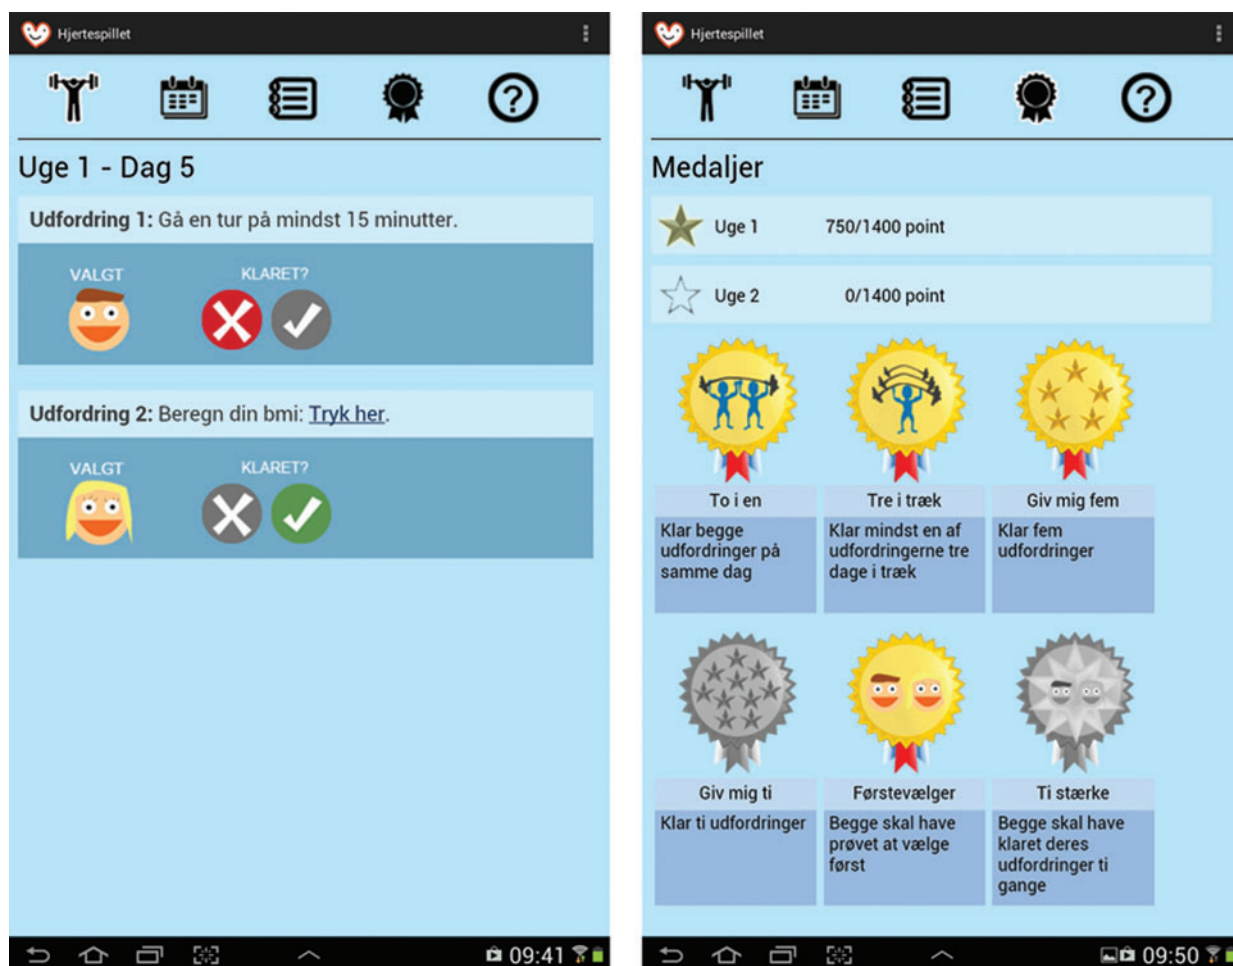 Hjertespillet
Uge 1 - Dag 5
Udfordring 1: Gå en tur på mindst 15 minutter.
VALGT KLARET?
Udfordring 2: Beregn din bmi: Tryk her.
VALGT KLARET?
09:41
Hjertespillet
Medaljer
Uge 1 750/1400 point
Uge 2 0/1400 point
To i en
Klar begge
udfordringer på
samme dag
Tre i træk
Klar mindst en af
udfordringerne tre
dage i træk
Giv mig fem
Klar fem
udfordringer
Giv mig ti
Klar ti udfordringer
Førstevælger
Begge skal have
prøvet at vælge
først
Ti stærke
Begge skal have
klaret deres
udfordringer ti
gange
09:50